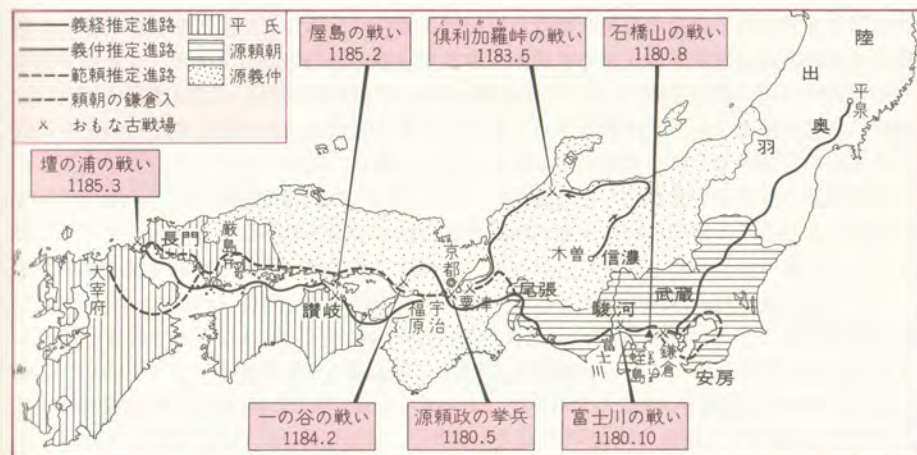 義経推定進路
義仲推定進路
範頼推定進路
頼朝の鎌倉入
× おもな古戦場
平氏
源頼朝
源義仲
屋島の戦い
1185.2
くりから
倶利加羅峠の戦い
1183.5
石橋山の戦い
1180.8
壇の浦の戦い
1185.3
陸
奥
出
羽
平泉
長門
厳島
大宰府
讃岐
福原
京都
宇治
粟津
木曽
信濃
尾張
駿河
富士川
蛭島
武蔵
鎌倉
安房
一の谷の戦い
1184.2
源頼政の挙兵
1180.5
富士川の戦い
1180.10